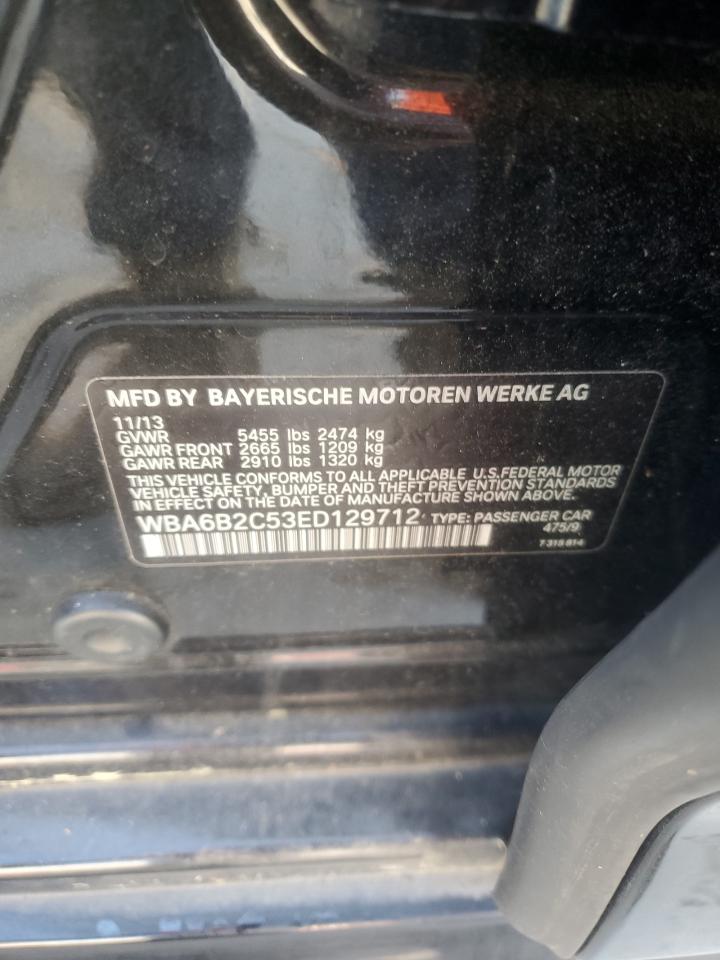 MFD BY BAYERISCHE MOTOREN WERKE AG
11/13
GVWR 5455 lbs 2474 kg
GAWR FRONT 2665 lbs 1209 kg
GAWR REAR 2910 lbs 1320 kg
THIS VEHICLE CONFORMS TO ALL APPLICABLE U.S.FEDERAL MOTOR
VEHICLE SAFETY, BUMPER AND THEFT PREVENTION STANDARDS
IN EFFECT ON THE DATE OF MANUFACTURE SHOWN ABOVE.
WBA6B2C53ED129712 TYPE: PASSENGER CAR
475/9
7 318 614